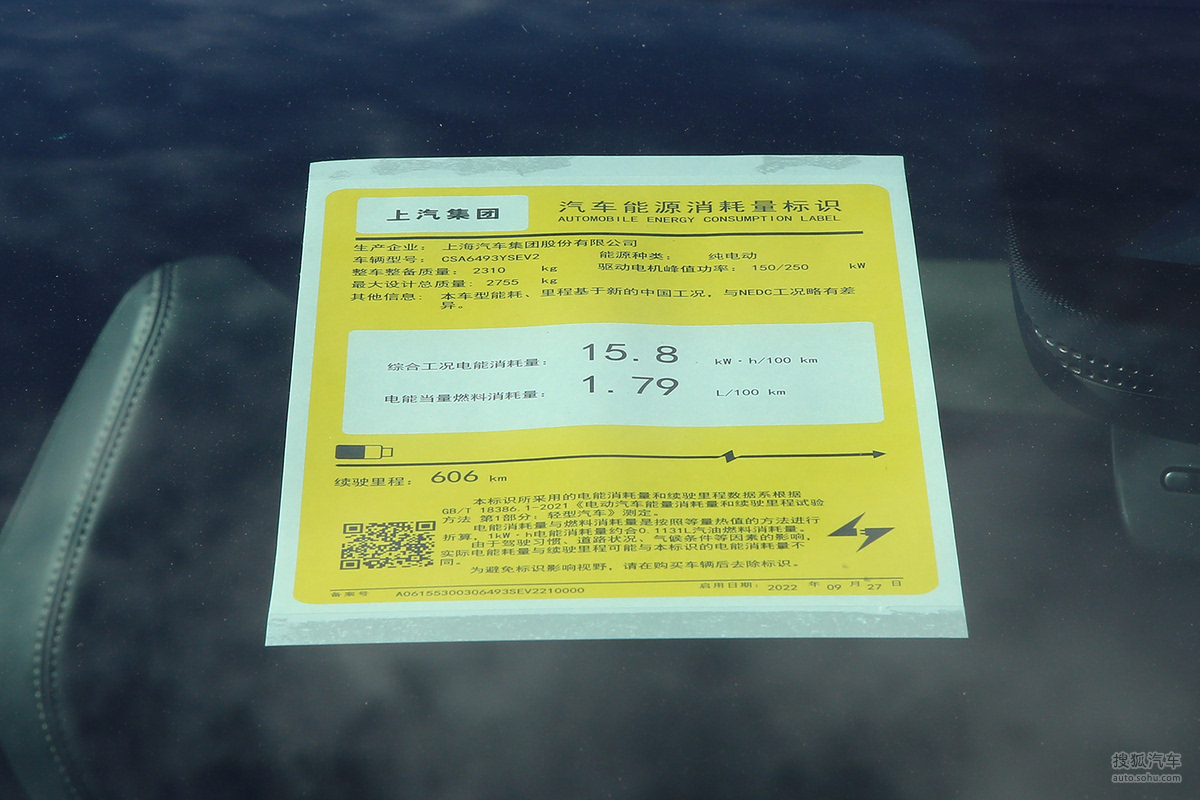 上汽集团
汽车能源消耗量标识
AUTOMOBILE ENERGY CONSUMPTION LABEL
生产企业： 上海汽车集团股份有限公司
车辆型号： CSA6493YSEV2 能源种类： 纯电动
整车整备质量： 2310 kg 驱动电机峰值功率： 150/250 kW
最大设计总质量： 2755 kg
其他信息： 本车型能耗、里程基于新的中国工况，与NEDC工况略有差
异。
综合工况电能消耗量： 15.8 kW·h/100 km
电能当量燃料消耗量： 1.79 L/100 km
续驶里程： 606 km
本标识所采用的电能消耗量和续驶里程数据系根据
GB/T 18386.1-2021《电动汽车能量消耗量和续驶里程试验
方法 第1部分：轻型汽车》测定。
电能消耗量与燃料消耗量是按照等量热值的方法进行
折算，1kW·h电能消耗量约合0.1131L汽油燃料消耗量。
由于驾驶习惯、道路状况、气候条件等因素的影响，
实际电能耗量与续驶里程可能与本标识的电能消耗量不
同。
为避免标识影响视野，请在购买车辆后去除标识。
备案号 A06155300306493SEV2210000 启用日期： 2022 年 09 月 27 日
搜狐汽车
auto.sohu.com